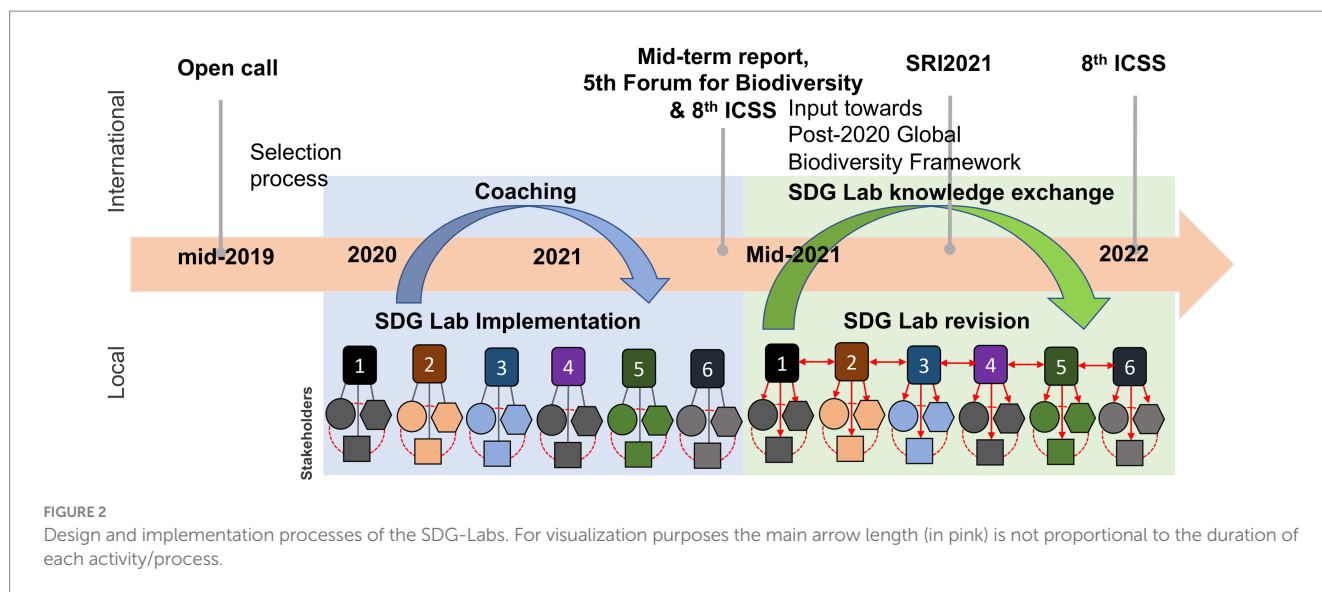 International
Open call
Selection
process
Mid-term report,
5th Forum for Biodiversity
& 8th ICSS
Input towards
Post-2020 Global
Biodiversity Framework
SRI2021
8th ICSS
Coaching
SDG Lab knowledge exchange
mid-2019
2020
2021
Mid-2021
2022
Local
SDG Lab Implementation
SDG Lab revision
Stakeholders
1 2 3 4 5 6
1 2 3 4 5 6
FIGURE 2
Design and implementation processes of the SDG-Labs. For visualization purposes the main arrow length (in pink) is not proportional to the duration of
each activity/process.